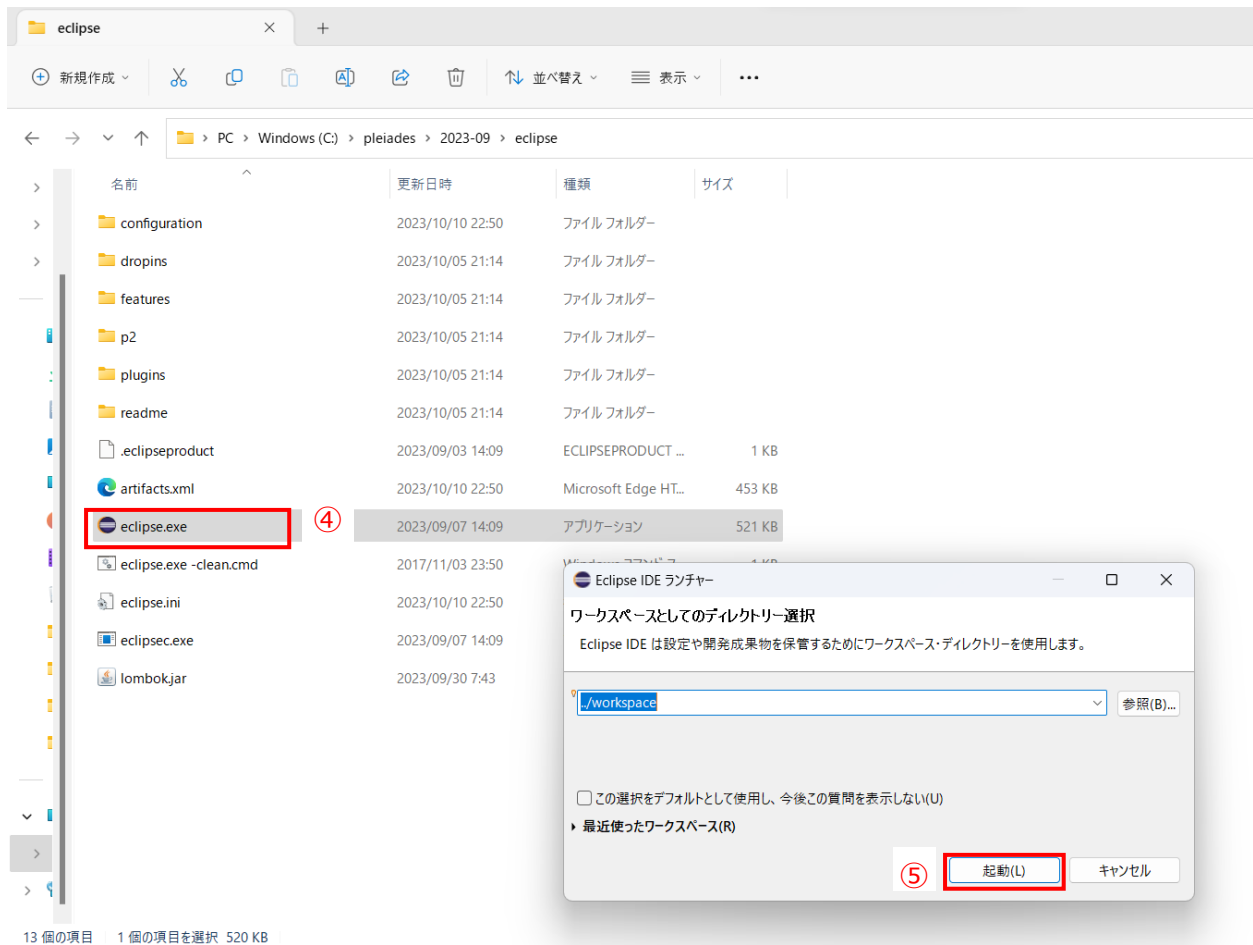 eclipse
新規作成
並べ替え
表示
PC > Windows (C:) > pleiades > 2023-09 > eclipse
名前 更新日時 種類 サイズ
configuration 2023/10/10 22:50 ファイル フォルダー
dropins 2023/10/05 21:14 ファイル フォルダー
features 2023/10/05 21:14 ファイル フォルダー
p2 2023/10/05 21:14 ファイル フォルダー
plugins 2023/10/05 21:14 ファイル フォルダー
readme 2023/10/05 21:14 ファイル フォルダー
.eclipseproduct 2023/09/03 14:09 ECLIPSEPRODUCT ... 1 KB
artifacts.xml 2023/10/10 22:50 Microsoft Edge HT... 453 KB
eclipse.exe ④ 2023/09/07 14:09 アプリケーション 521 KB
eclipse.exe -clean.cmd 2017/11/03 23:50
eclipse.ini 2023/10/10 22:50
eclipsec.exe 2023/09/07 14:09
lombok.jar 2023/09/30 7:43
Eclipse IDE ランチャー
ワークスペースとしてのディレクトリー選択
Eclipse IDE は設定や開発成果物を保管するためにワークスペース・ディレクトリーを使用します。
../workspace
参照(B)...
この選択をデフォルトとして使用し、今後この質問を表示しない(U)
最近使ったワークスペース(R)
⑤ 起動(L) キャンセル
13 個の項目 1 個の項目を選択 520 KB